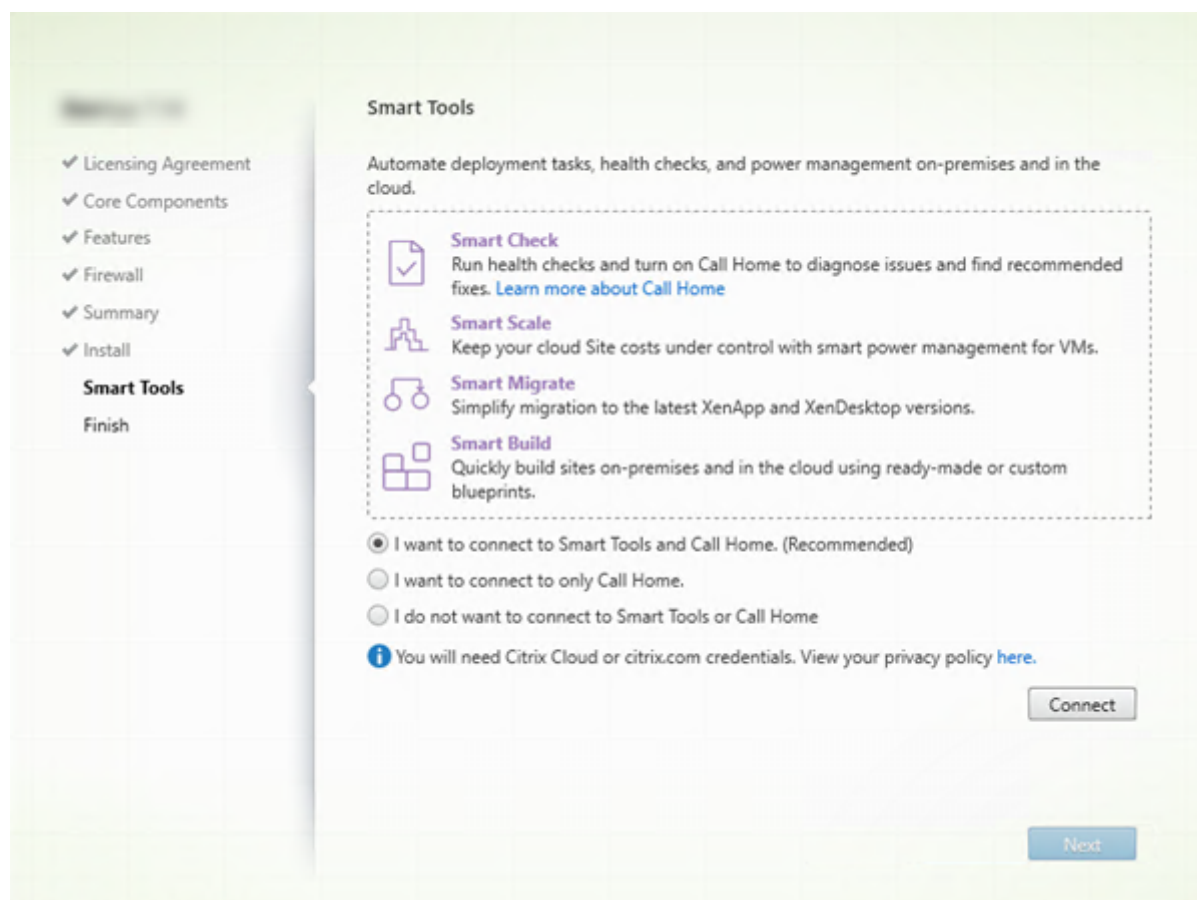 Licensing Agreement
Core Components
Features
Firewall
Summary
Install
Smart Tools
Finish
Smart Tools
Automate deployment tasks, health checks, and power management on-premises and in the
cloud.
Smart Check
Run health checks and turn on Call Home to diagnose issues and find recommended
fixes. Learn more about Call Home
Smart Scale
Keep your cloud Site costs under control with smart power management for VMs.
Smart Migrate
Simplify migration to the latest XenApp and XenDesktop versions.
Smart Build
Quickly build sites on-premises and in the cloud using ready-made or custom
blueprints.
I want to connect to Smart Tools and Call Home. (Recommended)
I want to connect to only Call Home.
I do not want to connect to Smart Tools or Call Home
You will need Citrix Cloud or citrix.com credentials. View your privacy policy here.
Connect
Next